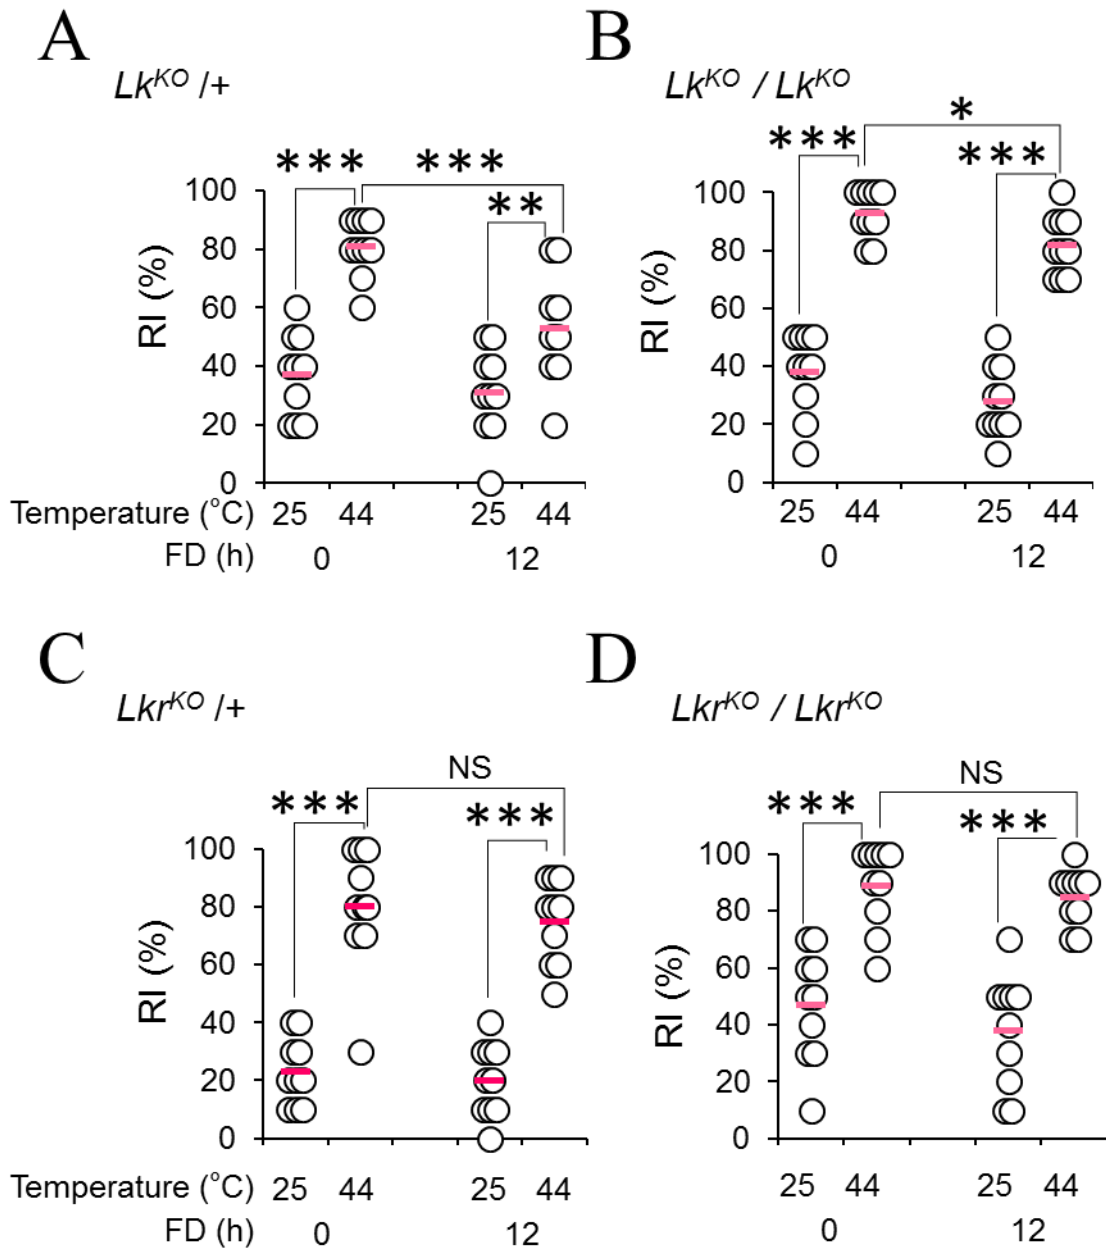 A
Lk^KO /+
*** ***
**
100
80
60
40
20
0
RI (%)
Temperature (°C) 25 44 25 44
FD (h) 0 12
B
Lk^KO / Lk^KO
*
*** ***
100
80
60
40
20
0
RI (%)
25 44 25 44
0 12
C
Lkr^KO /+
NS
*** ***
100
80
60
40
20
0
RI (%)
Temperature (°C) 25 44 25 44
FD (h) 0 12
D
Lkr^KO / Lkr^KO
NS
*** ***
100
80
60
40
20
0
RI (%)
25 44 25 44
0 12